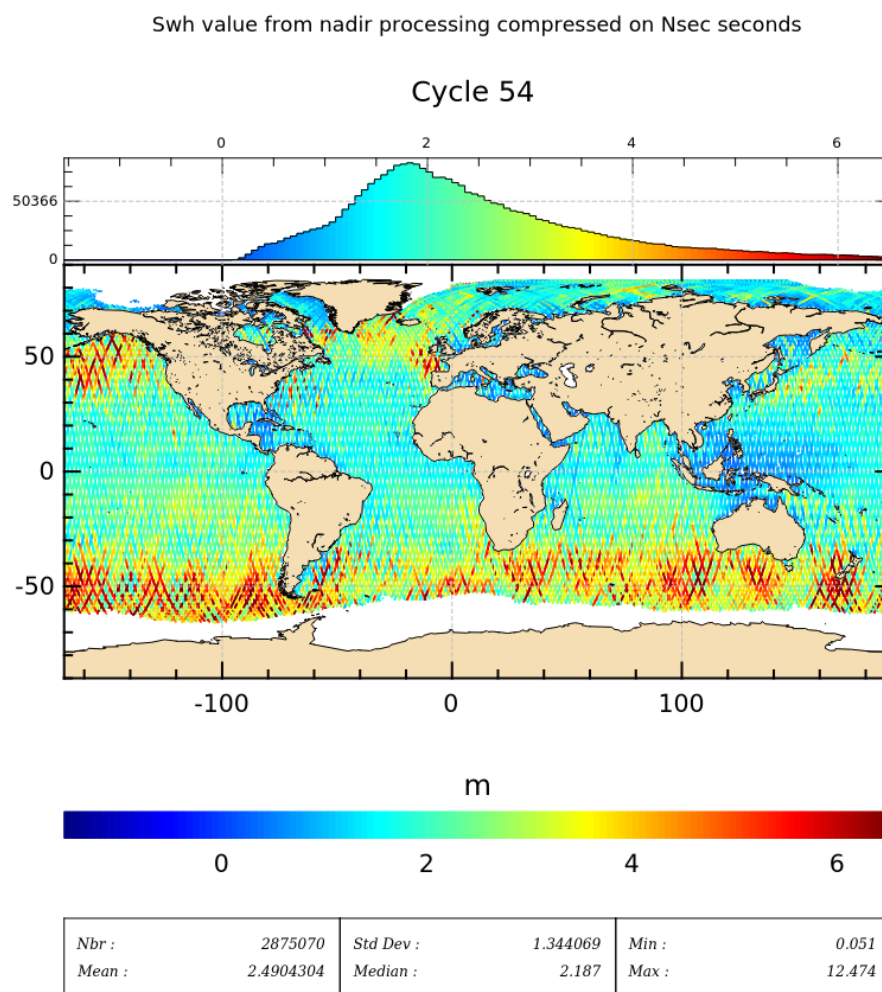 Swh value from nadir processing compressed on Nsec seconds
Cycle 54
0 2 4 6
50366
0
50
0
-50
-100 0 100
m
0 2 4 6
Nbr : 2875070 Std Dev : 1.344069 Min : 0.051
Mean : 2.4904304 Median : 2.187 Max : 12.474